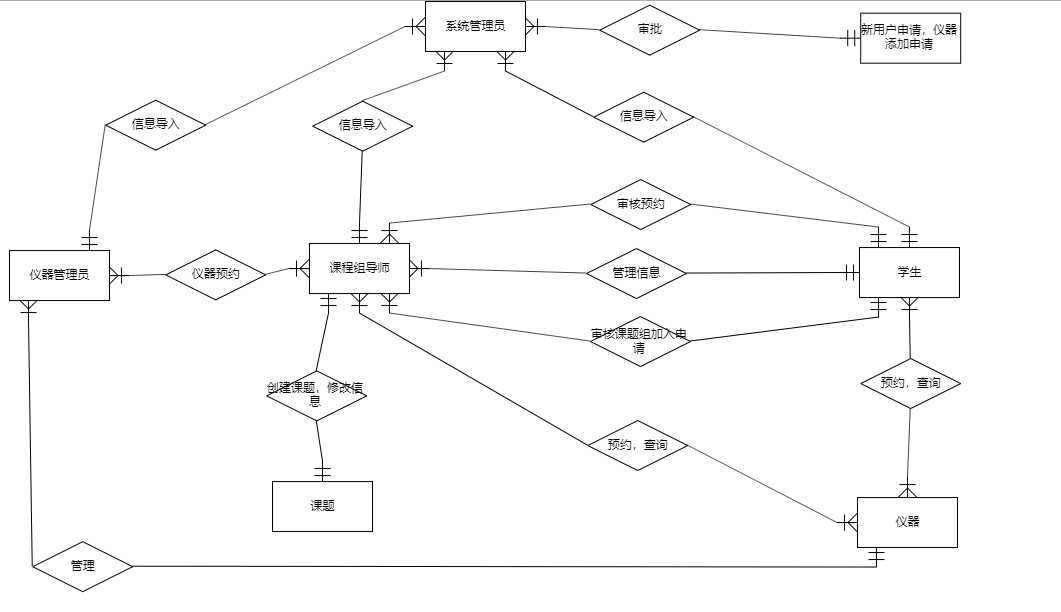 系统管理员
审批
新用户申请，仪器
添加申请
信息导入
信息导入
信息导入
审核预约
仪器管理员
仪器预约
课程组导师
管理信息
学生
审核课题组加入申
请
创建课题，修改信
息
预约，查询
预约，查询
课题
仪器
管理